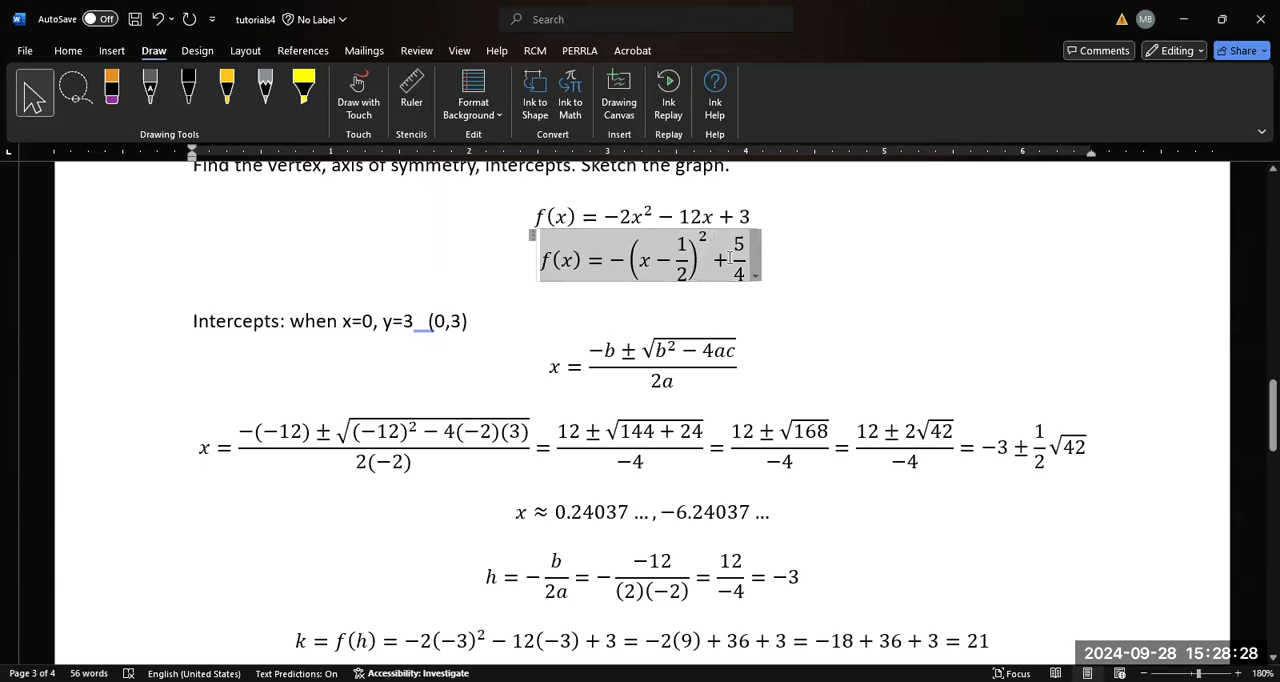 AutoSave Off tutorials4 No Label Search MB
File Home Insert Draw Design Layout References Mailings Review View Help RCM PERRLA Acrobat Comments Editing Share
Draw with Touch Ruler Format Background Ink to Shape Ink to Math Drawing Canvas Ink Replay Ink Help
Drawing Tools Touch Stencils Edit Convert Insert Replay Help
1 2 3 4 5 6
Find the vertex, axis of symmetry, intercepts. Sketch the graph.
f(x) = −2x² − 12x + 3
f(x) = −(x − 1/2)² + 5/4
Intercepts: when x=0, y=3 (0,3)
x = (−b ± √(b² − 4ac))/(2a)
x = (−(−12) ± √((−12)² − 4(−2)(3)))/(2(−2)) = (12 ± √(144 + 24))/(−4) = (12 ± √168)/(−4) = (12 ± 2√42)/(−4) = −3 ± 1/2 √42
x ≈ 0.24037 … , −6.24037 …
h = − b/(2a) = − (−12)/((2)(−2)) = 12/(−4) = −3
k = f(h) = −2(−3)² − 12(−3) + 3 = −2(9) + 36 + 3 = −18 + 36 + 3 = 21
2024-09-28 15:28:28
Page 3 of 4 56 words English (United States) Text Predictions: On Accessibility: Investigate Focus 180%